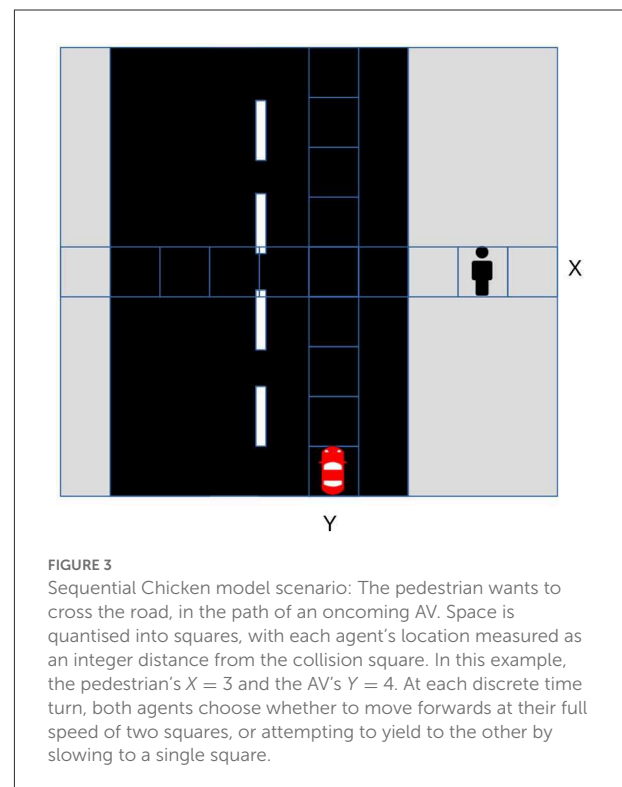 X
Y
FIGURE 3
Sequential Chicken model scenario: The pedestrian wants to
cross the road, in the path of an oncoming AV. Space is
quantised into squares, with each agent's location measured as
an integer distance from the collision square. In this example,
the pedestrian's X = 3 and the AV's Y = 4. At each discrete time
turn, both agents choose whether to move forwards at their full
speed of two squares, or attempting to yield to the other by
slowing to a single square.